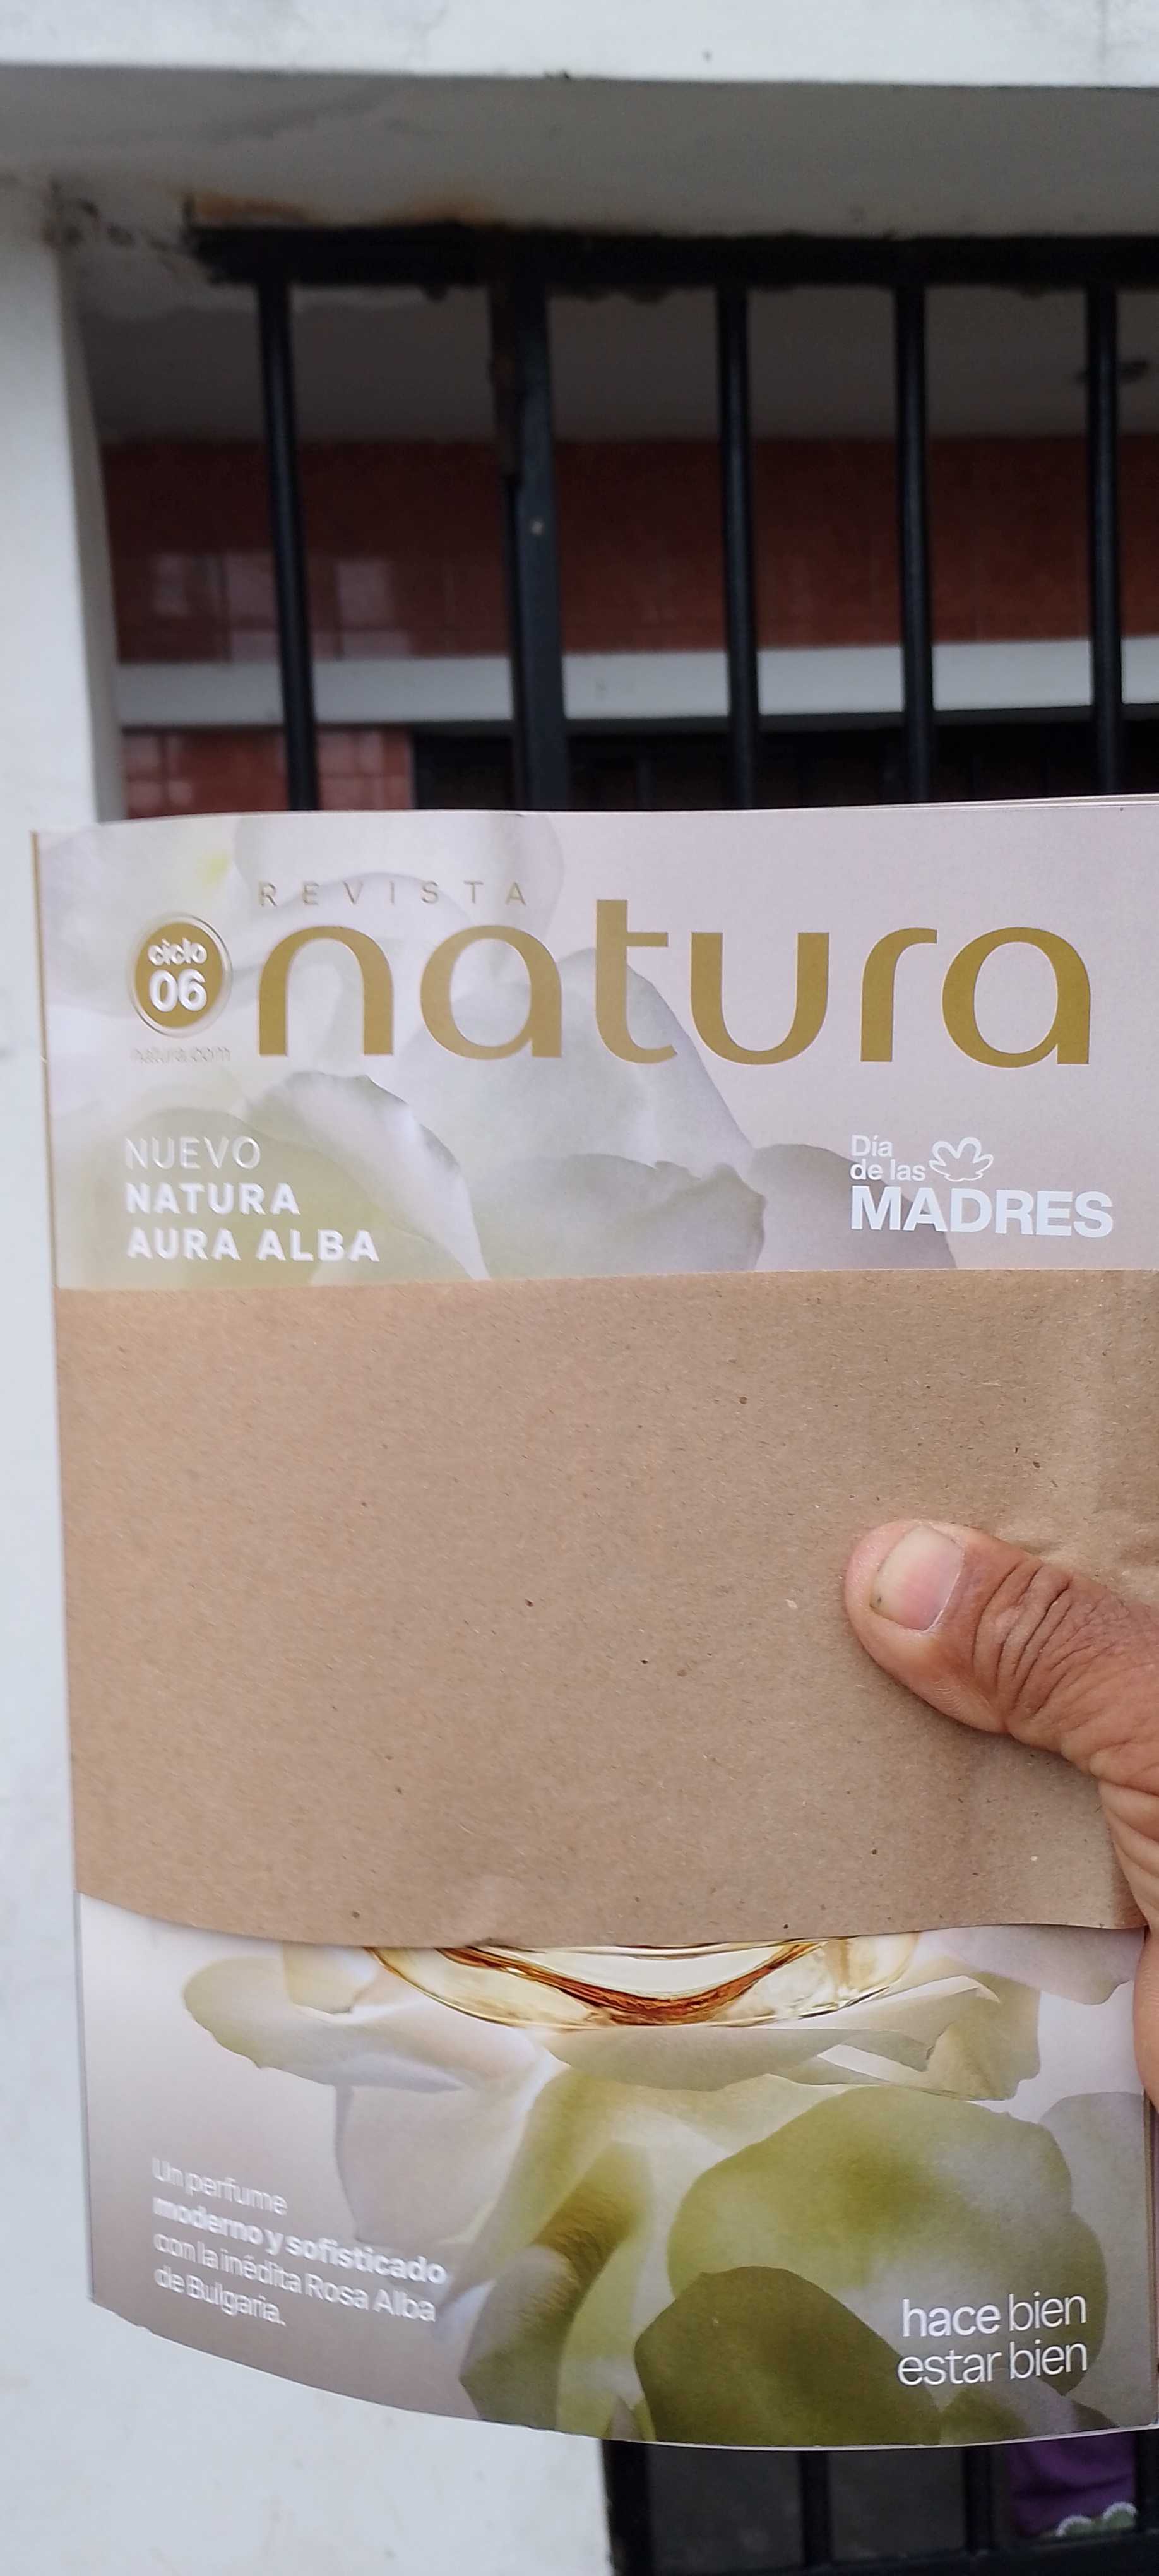 REVISTA
natura
ciclo
06
natura.com
NUEVO
NATURA
AURA ALBA
Día
de las
MADRES
Un perfume
moderno y sofisticado
con la inédita Rosa Alba
de Bulgaria.
hace bien
estar bien